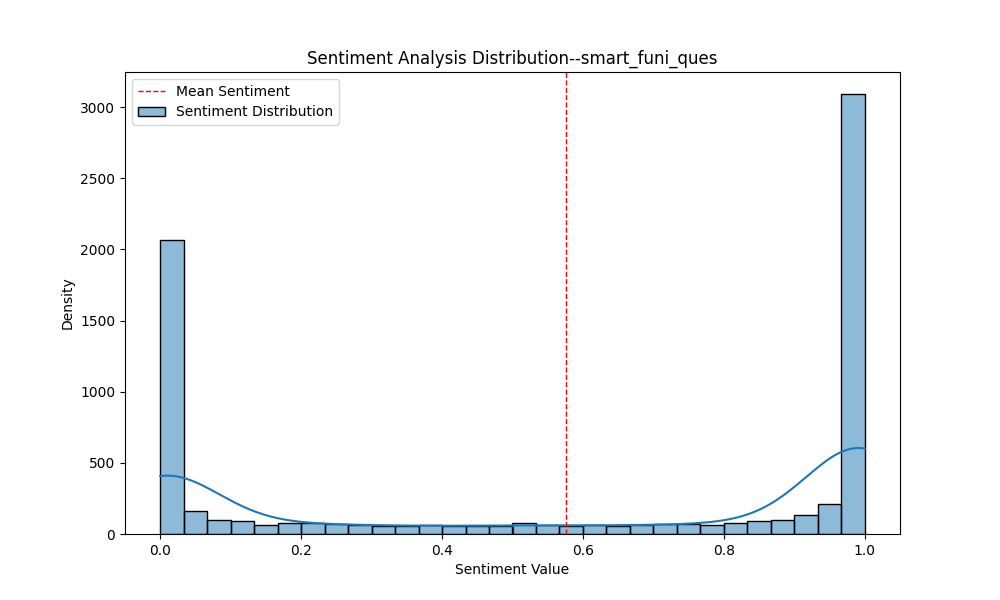 Sentiment Analysis Distribution--smart_funi_ques
Mean Sentiment
Sentiment Distribution
3000
2500
2000
1500
1000
500
0
Density
0.0 0.2 0.4 0.6 0.8 1.0
Sentiment Value